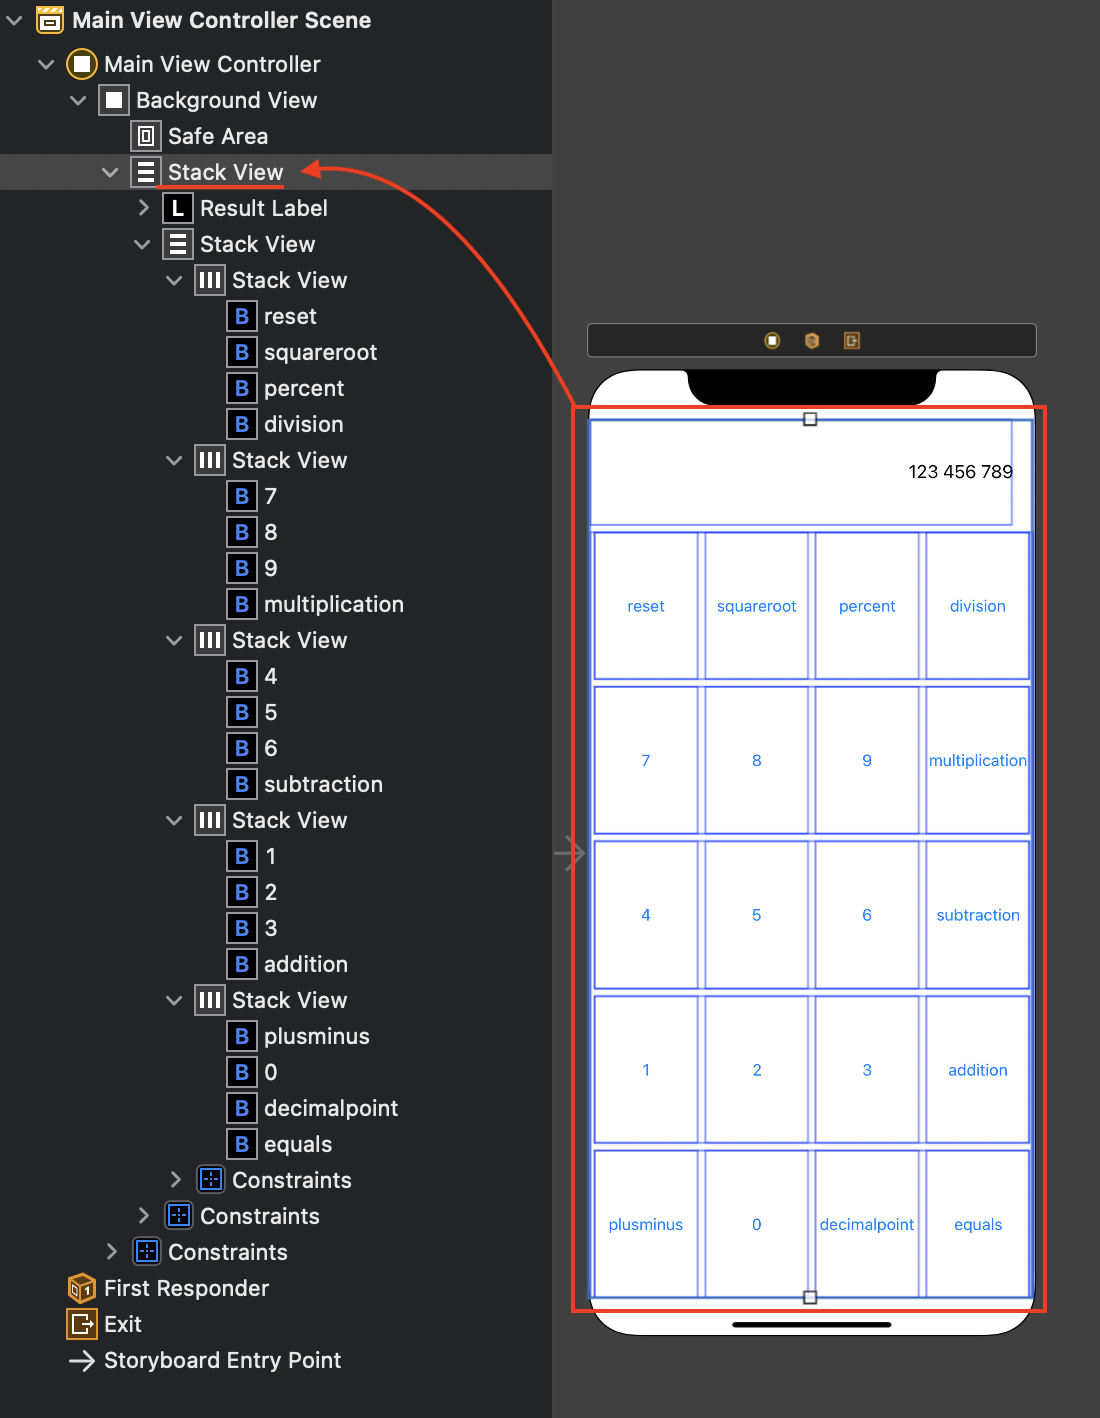 Main View Controller Scene
Main View Controller
Background View
Safe Area
Stack View
L Result Label
Stack View
Stack View
B reset
B squareroot
B percent
B division
Stack View
B 7
B 8
B 9
B multiplication
Stack View
B 4
B 5
B 6
B subtraction
Stack View
B 1
B 2
B 3
B addition
Stack View
B plusminus
B 0
B decimalpoint
B equals
Constraints
Constraints
Constraints
1 First Responder
Exit
Storyboard Entry Point
123 456 789
reset squareroot percent division
7 8 9 multiplication
4 5 6 subtraction
1 2 3 addition
plusminus 0 decimalpoint equals